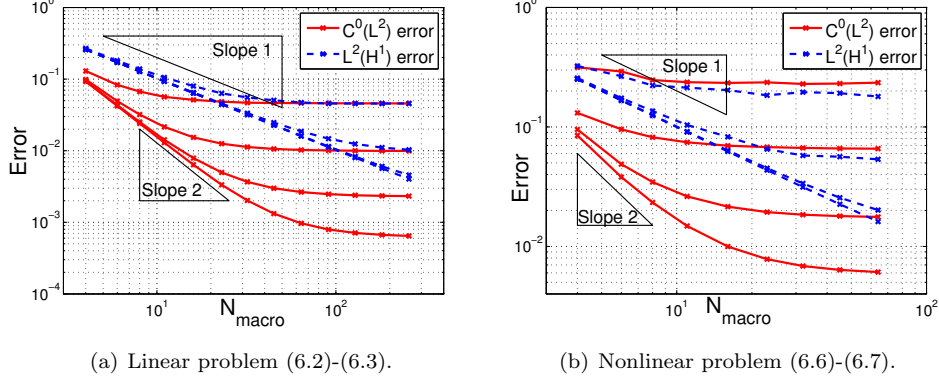 10^0
10^-1
10^-2
10^-3
10^-4
Error
10^1
10^2
N_macro
Slope 1
Slope 2
C^0(L^2) error
L^2(H^1) error
(a) Linear problem (6.2)-(6.3).
10^0
10^-1
10^-2
Error
10^1
10^2
N_macro
Slope 1
Slope 2
C^0(L^2) error
L^2(H^1) error
(b) Nonlinear problem (6.6)-(6.7).